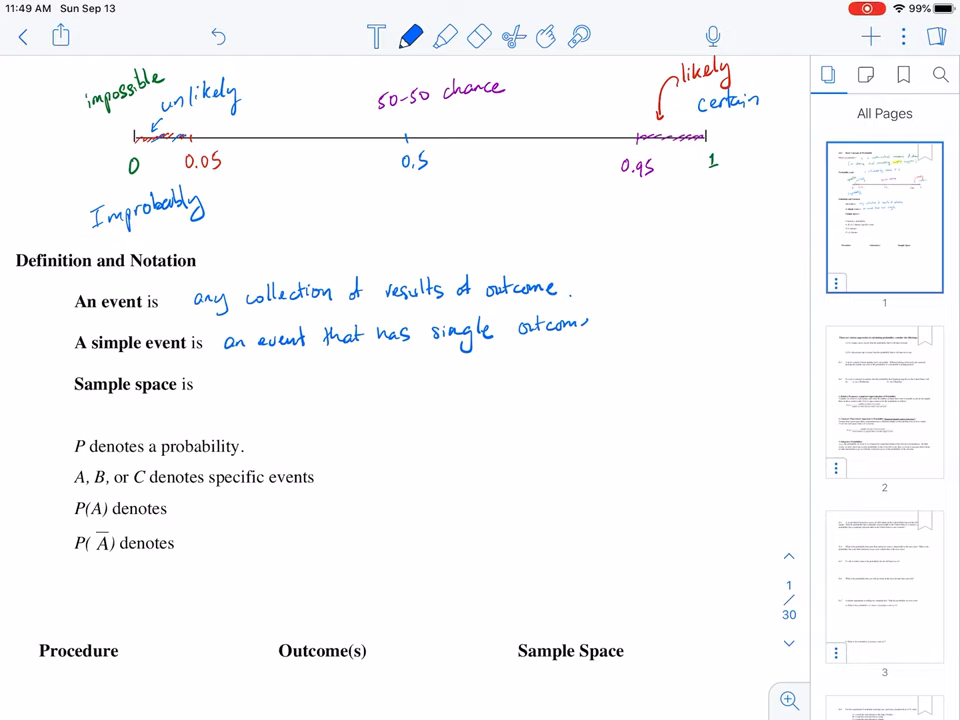 11:49 AM Sun Sep 13
99%
impossible
unlikely
50-50 chance
likely
certain
0
0.05
0.5
0.95
1
Improbably
Definition and Notation
An event is any collection of results of outcome.
A simple event is an event that has single outcom
Sample space is
P denotes a probability.
A, B, or C denotes specific events
P(A) denotes
P( A̅ ) denotes
Procedure Outcome(s) Sample Space
All Pages
1
2
3
1
/
30